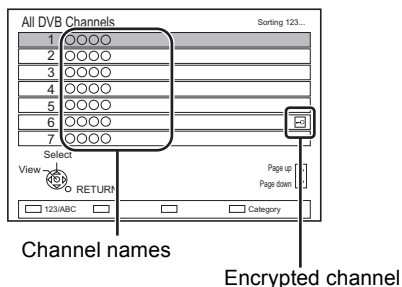 All DVB Channels Sorting 123...
1 ○○○○
2 ○○○○
3 ○○○○
4 ○○○○
5 ○○○○
6 ○○○○
7 ○○○○
Select
View
RETURN
Page up
Page down
123/ABC Category
Channel names
Encrypted channel